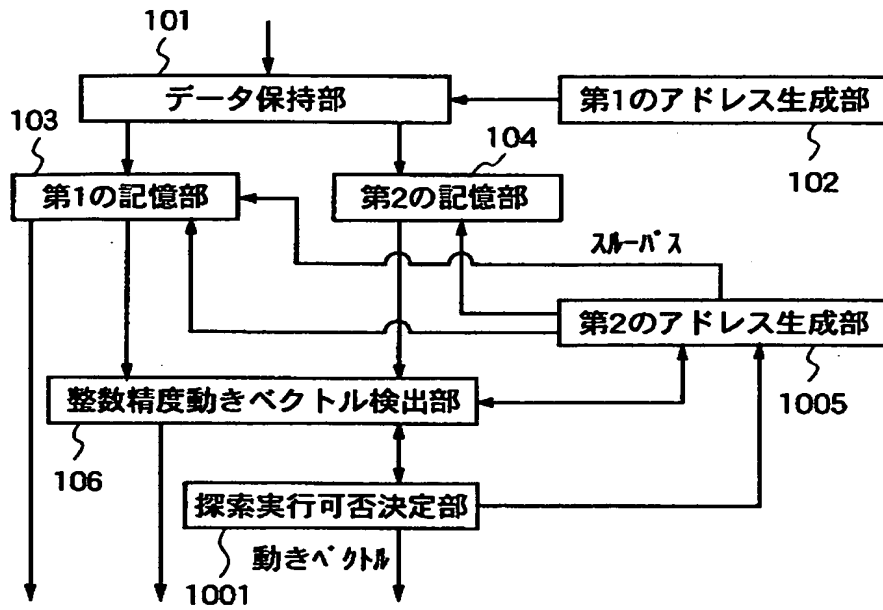 101
データ保持部
第1のアドレス生成部
102
103
第1の記憶部
104
第2の記憶部
スルーパス
第2のアドレス生成部
1005
整数精度動きベクトル検出部
106
探索実行可否決定部
1001
動きベクトル